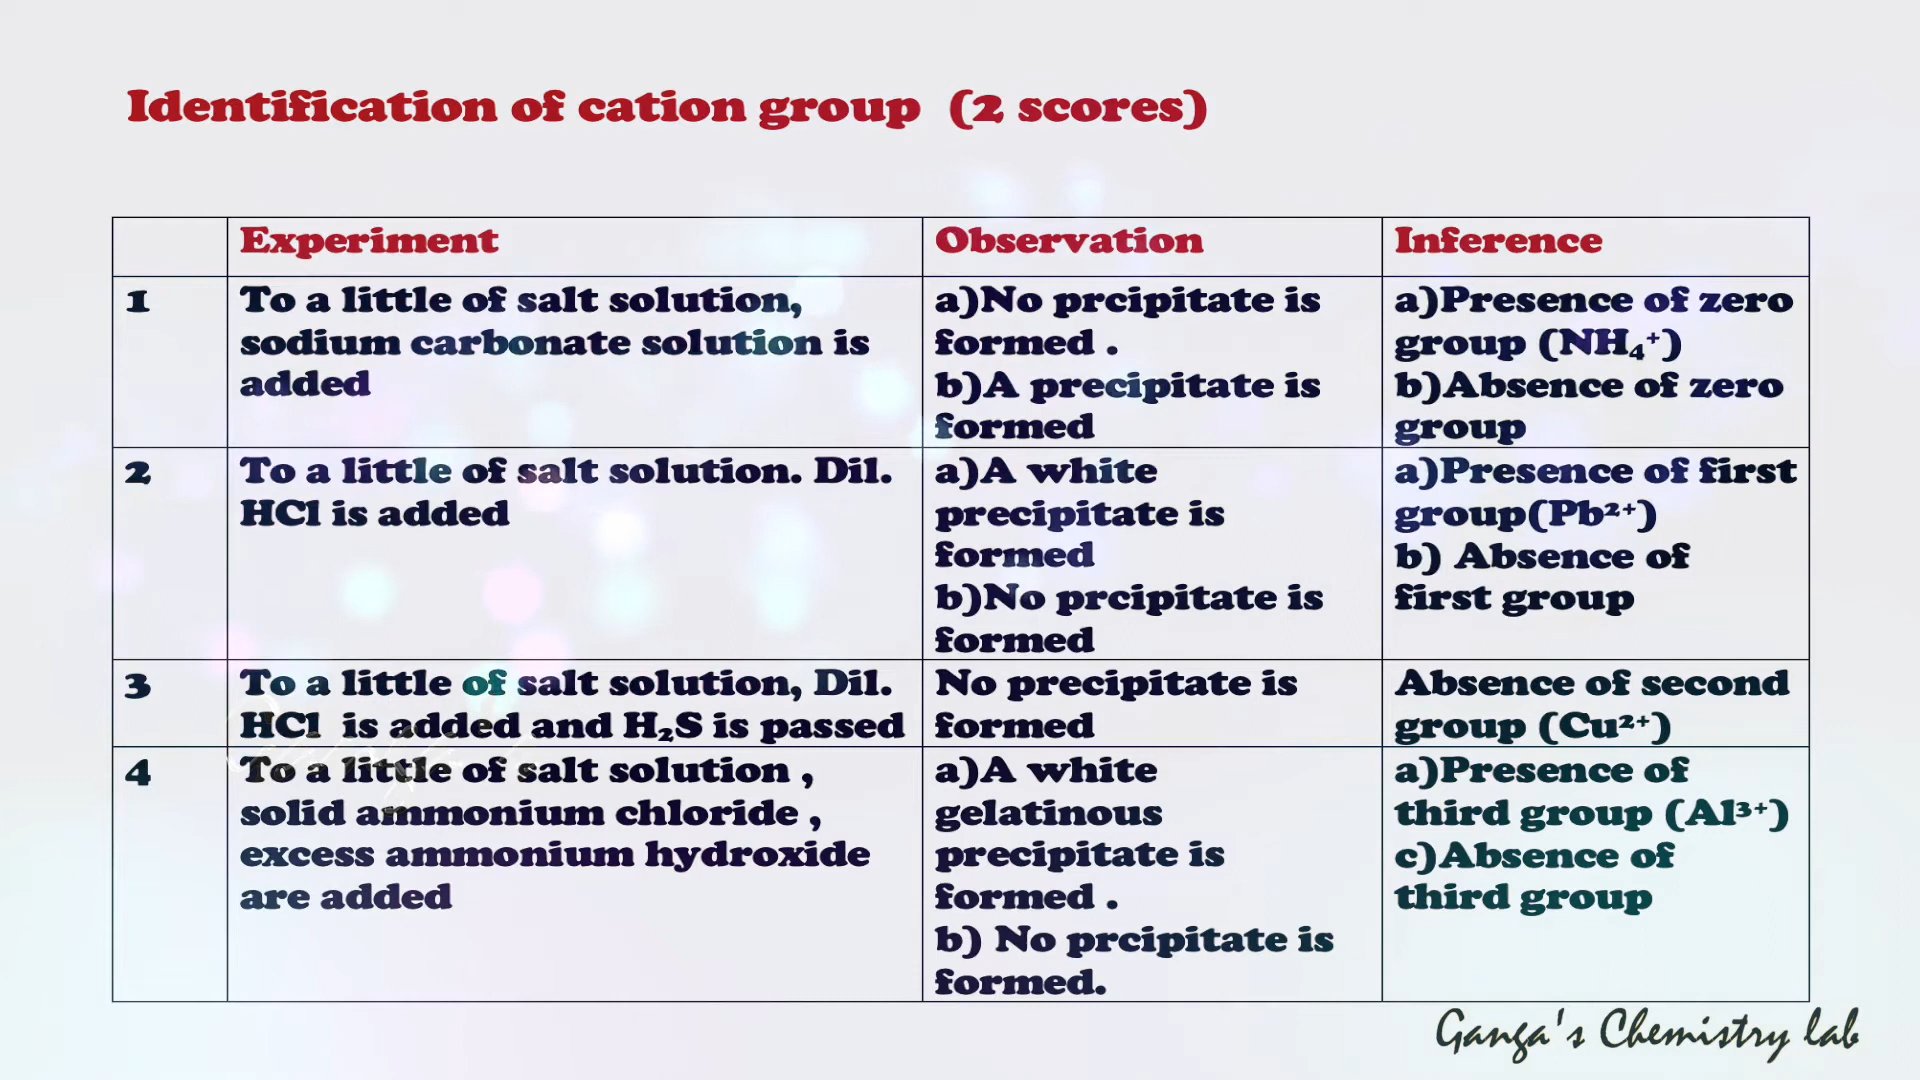 Identification of cation group (2 scores)
Experiment
Observation
Inference
1
To a little of salt solution,
sodium carbonate solution is
added
a)No prcipitate is
formed .
b)A precipitate is
formed
a)Presence of zero
group (NH₄⁺)
b)Absence of zero
group
2
To a little of salt solution. Dil.
HCl is added
a)A white
precipitate is
formed
b)No prcipitate is
formed
a)Presence of first
group(Pb²⁺)
b) Absence of
first group
3
To a little of salt solution, Dil.
HCl is added and H₂S is passed
No precipitate is
formed
Absence of second
group (Cu²⁺)
4
To a little of salt solution ,
solid ammonium chloride ,
excess ammonium hydroxide
are added
a)A white
gelatinous
precipitate is
formed .
b) No prcipitate is
formed.
a)Presence of
third group (Al³⁺)
c)Absence of
third group
Ganga's Chemistry lab